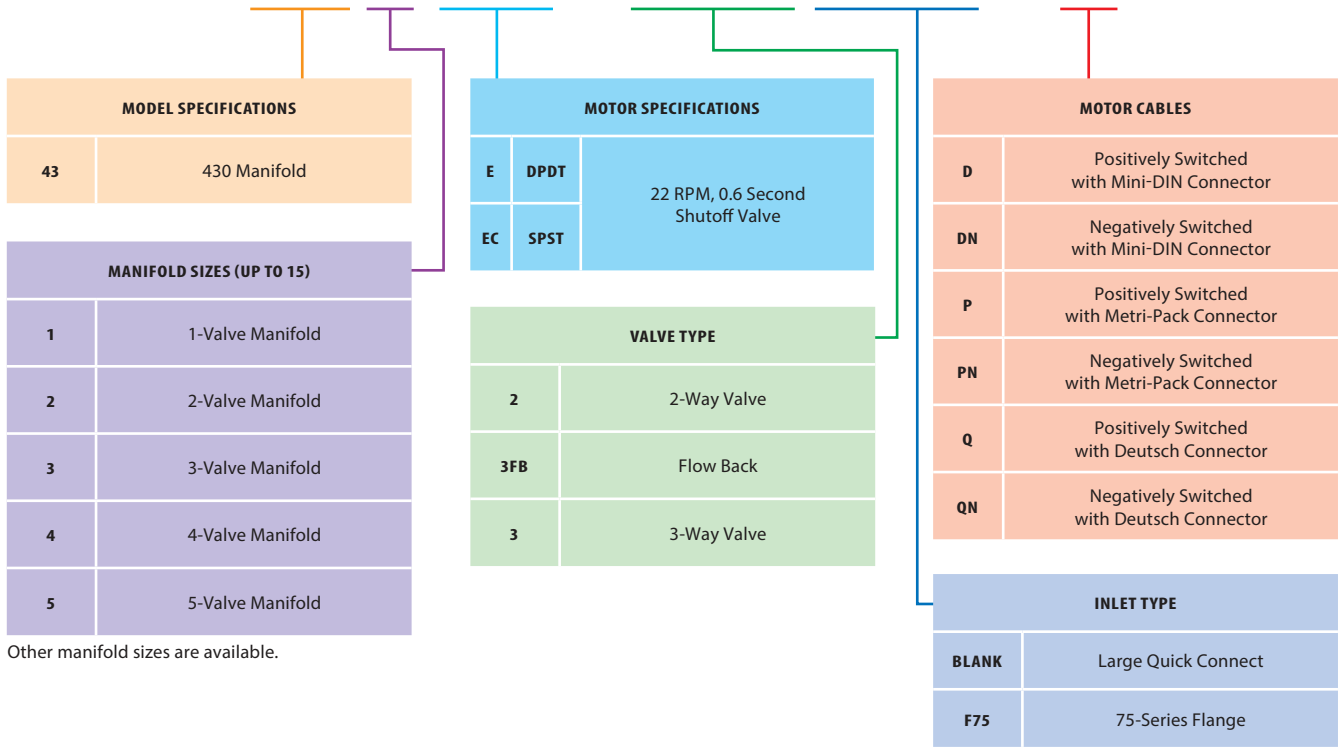 MODEL SPECIFICATIONS
43 430 Manifold
MANIFOLD SIZES (UP TO 15)
1 1-Valve Manifold
2 2-Valve Manifold
3 3-Valve Manifold
4 4-Valve Manifold
5 5-Valve Manifold
Other manifold sizes are available.
MOTOR SPECIFICATIONS
E DPDT
EC SPST
22 RPM, 0.6 Second
Shutoff Valve
VALVE TYPE
2 2-Way Valve
3FB Flow Back
3 3-Way Valve
MOTOR CABLES
D Positively Switched
with Mini-DIN Connector
DN Negatively Switched
with Mini-DIN Connector
P Positively Switched
with Metri-Pack Connector
PN Negatively Switched
with Metri-Pack Connector
Q Positively Switched
with Deutsch Connector
QN Negatively Switched
with Deutsch Connector
INLET TYPE
BLANK Large Quick Connect
F75 75-Series Flange